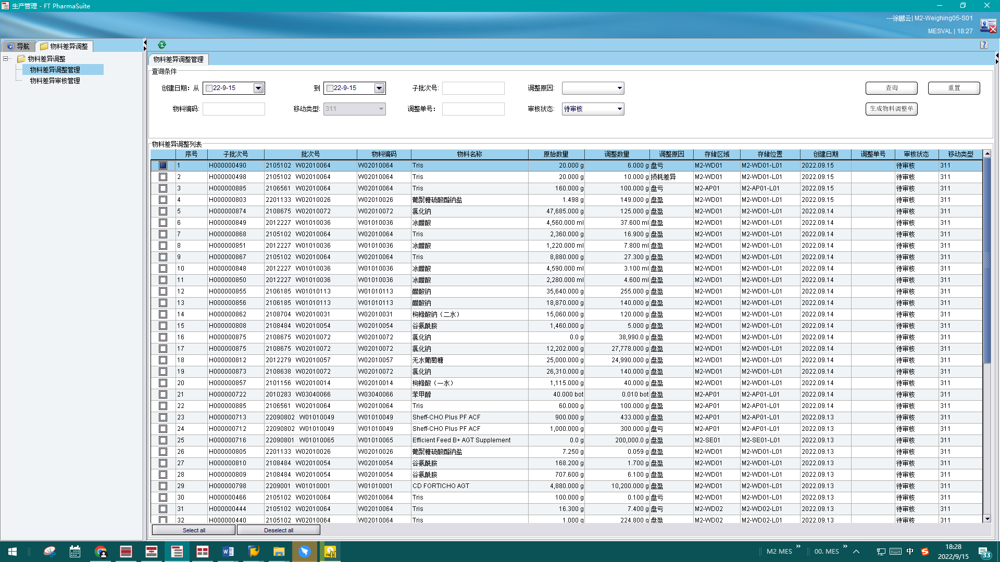 生产管理 - FT PharmaSuite
---徐鹏云| M2-Weighing05-S01
MESVAL | 18:27
导航 物料差异调整
物料差异调整
物料差异调整管理
物料差异审核管理
物料差异调整管理
查询条件
创建日期：从 22-9-15 到 22-9-15 子批次号: 调整原因: 查询 重置
物料编码: 移动类型: 311 调整单号： 审核状态: 待审核 生成物料调整单
物料差异调整列表
序号 子批次号 批次号 物料编码 物料名称 原始数量 调整数量 调整原因 存储区域 存储位置 创建日期 调整单号 审核状态 移动类型
1 H000000490 2105102 W02010064 W02010064 Tris 20.000 g 6.000 g 盘亏 M2-WD01 M2-WD01-L01 2022.09.15 待审核 311
2 H000000498 2105102 W02010064 W02010064 Tris 20.000 g 10.000 g 损耗差异 M2-WD01 M2-WD01-L01 2022.09.15 待审核 311
3 H000000885 2106561 W02010064 W02010064 Tris 160.000 g 100.000 g 盘亏 M2-AP01 M2-AP01-L01 2022.09.15 待审核 311
4 H000000803 2201133 W02010026 W02010026 葡聚糖硫酸酯钠盐 1.498 g 149.000 g 盘盈 M2-WD01 M2-WD01-L01 2022.09.15 待审核 311
5 H000000874 2108675 W02010072 W02010072 氯化钠 47,685.000 g 125.000 g 盘盈 M2-WD01 M2-WD01-L01 2022.09.14 待审核 311
6 H000000849 2012227 W01010036 W01010036 冰醋酸 4,560.000 ml 37.600 ml 盘盈 M2-WD01 M2-WD01-L01 2022.09.14 待审核 311
7 H000000868 2105102 W02010064 W02010064 Tris 2,360.000 g 16.900 g 盘盈 M2-WD01 M2-WD01-L01 2022.09.14 待审核 311
8 H000000851 2012227 W01010036 W01010036 冰醋酸 1,220.000 ml 7.800 ml 盘盈 M2-WD01 M2-WD01-L01 2022.09.14 待审核 311
9 H000000867 2105102 W02010064 W02010064 Tris 8,880.000 g 27.300 g 盘盈 M2-WD01 M2-WD01-L01 2022.09.14 待审核 311
10 H000000848 2012227 W01010036 W01010036 冰醋酸 4,590.000 ml 3.100 ml 盘盈 M2-WD01 M2-WD01-L01 2022.09.14 待审核 311
11 H000000850 2012227 W01010036 W01010036 冰醋酸 2,280.000 ml 4.600 ml 盘盈 M2-WD01 M2-WD01-L01 2022.09.14 待审核 311
12 H000000855 2106185 W01010113 W01010113 醋酸钠 35,640.000 g 255.000 g 盘盈 M2-WD01 M2-WD01-L01 2022.09.14 待审核 311
13 H000000856 2106185 W01010113 W01010113 醋酸钠 18,870.000 g 140.000 g 盘盈 M2-WD01 M2-WD01-L01 2022.09.14 待审核 311
14 H000000862 2108704 W02010031 W02010031 枸橼酸钠（二水） 15,060.000 g 120.000 g 盘盈 M2-WD01 M2-WD01-L01 2022.09.14 待审核 311
15 H000000808 2108484 W02010054 W02010054 谷氨酰胺 1,460.000 g 5.000 g 盘盈 M2-WD01 M2-WD01-L01 2022.09.14 待审核 311
16 H000000875 2108675 W02010072 W02010072 氯化钠 0.0 g 38,990.0 g 盘盈 M2-WD01 M2-WD01-L01 2022.09.14 待审核 311
17 H000000875 2108675 W02010072 W02010072 氯化钠 12,202.000 g 27,778.000 g 盘盈 M2-WD01 M2-WD01-L01 2022.09.14 待审核 311
18 H000000812 2012279 W02010057 W02010057 无水葡萄糖 25,000.000 g 24,990.000 g 盘盈 M2-WD01 M2-WD01-L01 2022.09.14 待审核 311
19 H000000873 2108638 W02010072 W02010072 氯化钠 26,310.000 g 140.000 g 盘盈 M2-WD01 M2-WD01-L01 2022.09.14 待审核 311
20 H000000857 2101156 W02010014 W02010014 枸橼酸（一水） 1,115.000 g 40.000 g 盘盈 M2-WD01 M2-WD01-L01 2022.09.14 待审核 311
21 H000000722 2010283 W03040066 W03040066 苯甲醇 40.000 bot 0.010 bot 盘盈 M2-AP01 M2-AP01-L01 2022.09.14 待审核 311
22 H000000885 2106561 W02010064 W02010064 Tris 60.000 g 100.000 g 盘盈 M2-AP01 M2-AP01-L01 2022.09.14 待审核 311
23 H000000713 22090802 W01010049 W01010049 Sheff-CHO Plus PF ACF 900.000 g 433.000 g 盘盈 M2-AP01 M2-AP01-L01 2022.09.13 待审核 311
24 H000000712 22090802 W01010049 W01010049 Sheff-CHO Plus PF ACF 1,000.000 g 300.000 g 盘亏 M2-AP01 M2-AP01-L01 2022.09.13 待审核 311
25 H000000716 22090801 W01010065 W01010065 Efficient Feed B+ AGT Supplement 0.0 g 200,000.0 g 盘盈 M2-SE01 M2-SE01-L01 2022.09.13 待审核 311
26 H000000805 2201133 W02010026 W02010026 葡聚糖硫酸酯钠盐 7.250 g 0.059 g 盘盈 M2-WD01 M2-WD01-L01 2022.09.13 待审核 311
27 H000000810 2108484 W02010054 W02010054 谷氨酰胺 168.200 g 1.700 g 盘盈 M2-WD01 M2-WD01-L01 2022.09.13 待审核 311
28 H000000809 2108484 W02010054 W02010054 谷氨酰胺 707.600 g 6.100 g 盘盈 M2-WD01 M2-WD01-L01 2022.09.13 待审核 311
29 H000000798 2209001 W01010001 W01010001 CD FORTICHO AGT 4,880.000 g 10,200.000 g 盘盈 M2-WD01 M2-WD01-L01 2022.09.13 待审核 311
30 H000000466 2105102 W02010064 W02010064 Tris 100.000 g 0.100 g 盘亏 M2-WD01 M2-WD01-L01 2022.09.13 待审核 311
31 H000000444 2105102 W02010064 W02010064 Tris 16.300 g 7.400 g 盘亏 M2-WD02 M2-WD02-L01 2022.09.13 待审核 311
32 H000000440 2105102 W02010064 W02010064 Tris 1.000 g 224.800 g 盘盈 M2-WD02 M2-WD02-L01 2022.09.13 待审核 311
Select all Deselect all
M2 MES 00. MES 中 18:28
2022/9/15 33